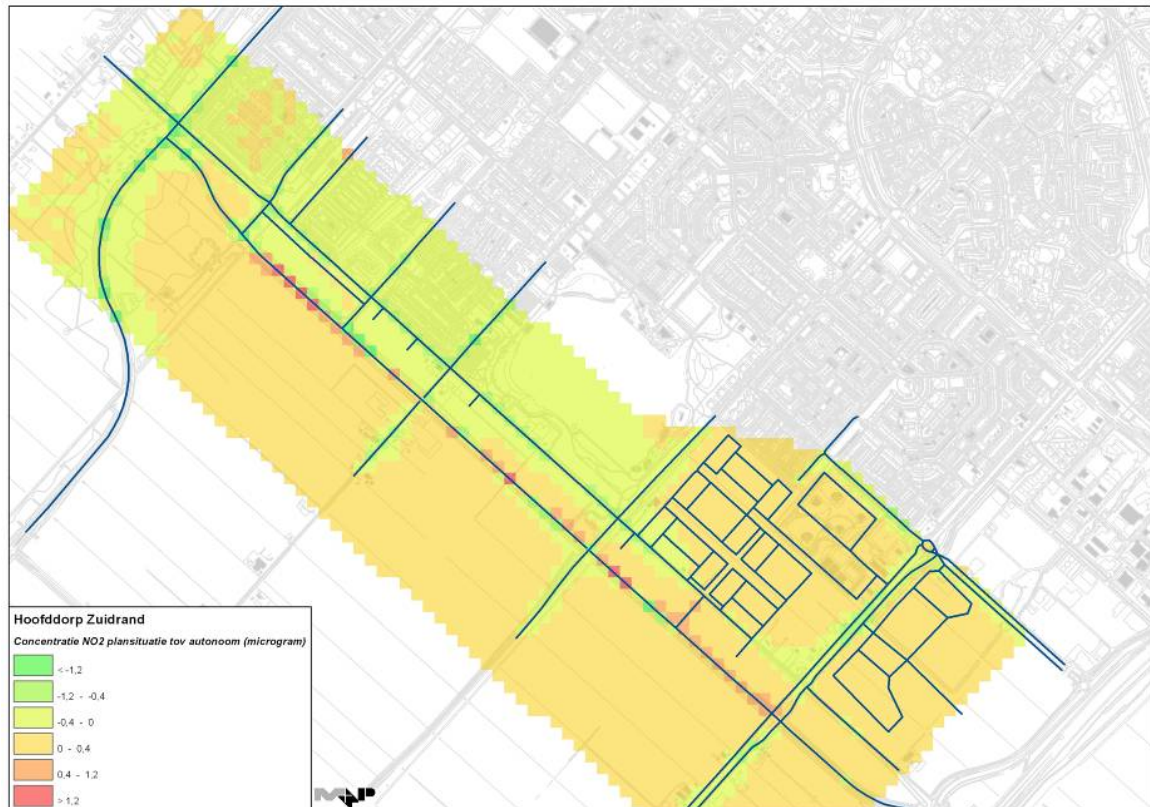 Hoofddorp Zuidrand
Concentratie NO2 plansituatie tov autonoom (microgram)
< -1,2
-1,2 - -0,4
-0,4 - 0
0 - 0,4
0,4 - 1,2
> 1,2
MNP